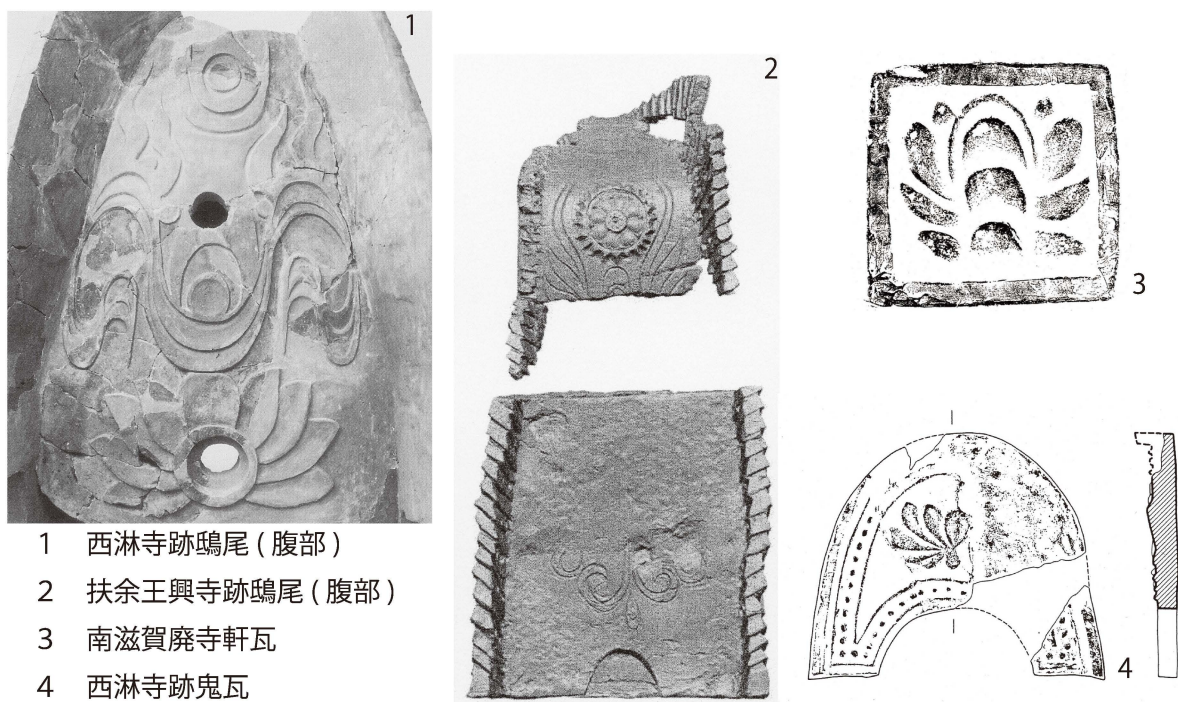 1
2
3
4
1 西淋寺跡鴟尾 ( 腹部 )
2 扶余王興寺跡鴟尾 ( 腹部 )
3 南滋賀廃寺軒瓦
4 西淋寺跡鬼瓦